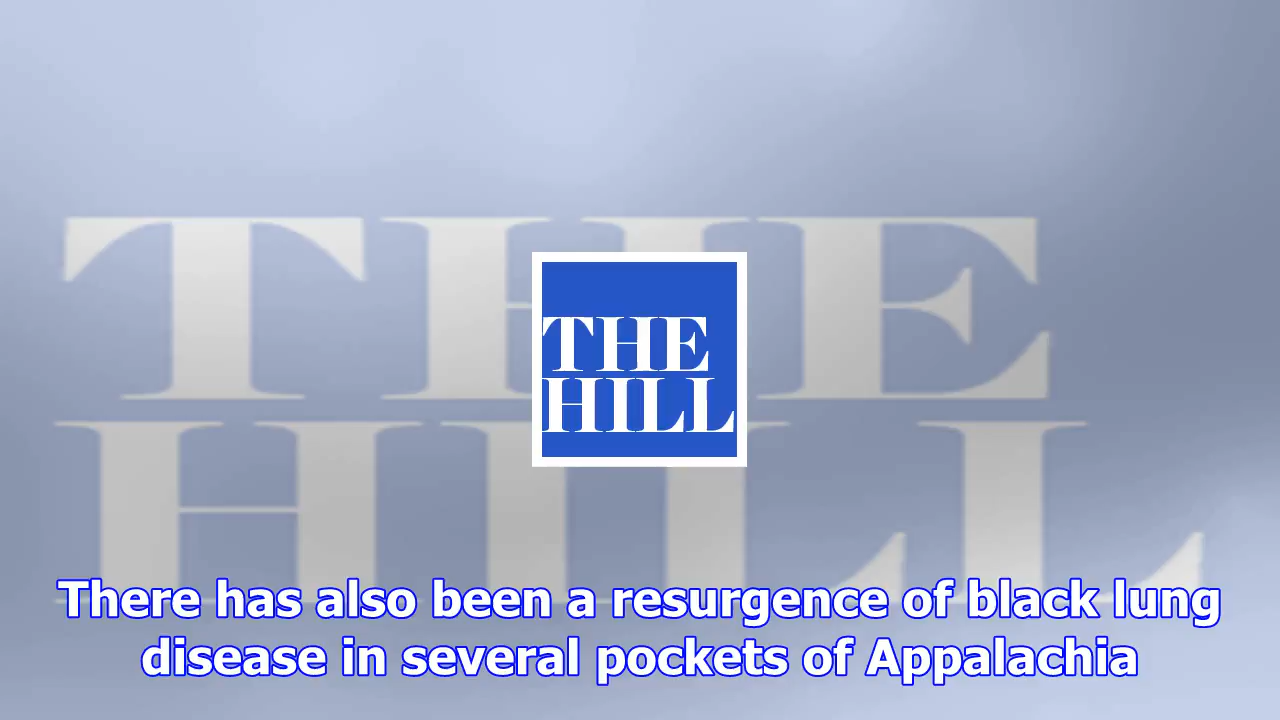 THE
HILL
THE
HILL
There has also been a resurgence of black lung
disease in several pockets of Appalachia